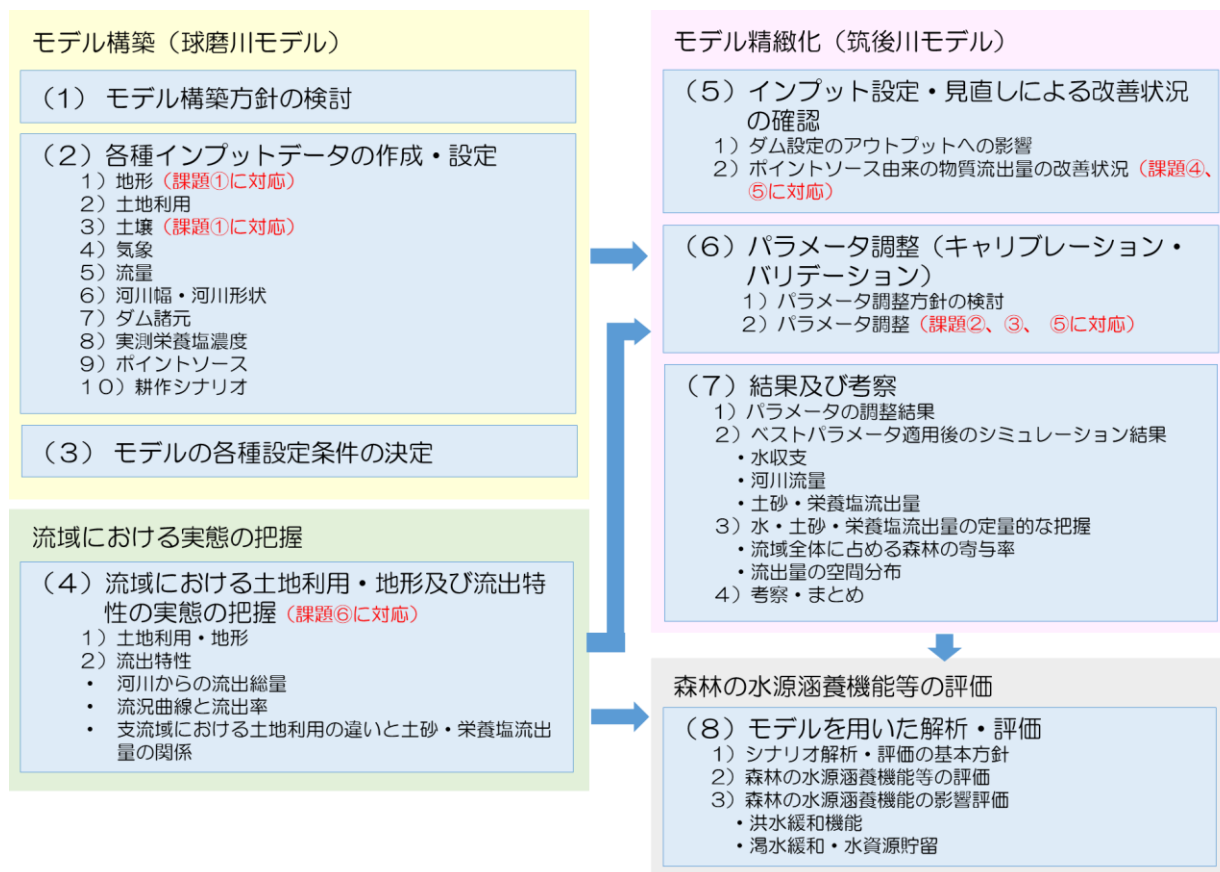 モデル構築（球磨川モデル）
（１） モデル構築方針の検討
（２）各種インプットデータの作成・設定
１）地形（課題①に対応）
２）土地利用
３）土壌（課題①に対応）
４）気象
５）流量
６）河川幅・河川形状
７）ダム諸元
８）実測栄養塩濃度
９）ポイントソース
１０）耕作シナリオ
（３） モデルの各種設定条件の決定
流域における実態の把握
（４）流域における土地利用・地形及び流出特
性の実態の把握（課題⑥に対応）
１）土地利用・地形
２）流出特性
・ 河川からの流出総量
・ 流況曲線と流出率
・ 支流域における土地利用の違いと土砂・栄養塩流出
量の関係
モデル精緻化（筑後川モデル）
（５）インプット設定・見直しによる改善状況
の確認
１）ダム設定のアウトプットへの影響
２）ポイントソース由来の物質流出量の改善状況（課題④、
⑤に対応）
（６）パラメータ調整（キャリブレーション・
バリデーション）
１）パラメータ調整方針の検討
２）パラメータ調整（課題②、③、 ⑤に対応）
（７）結果及び考察
１）パラメータの調整結果
２）ベストパラメータ適用後のシミュレーション結果
・水収支
・河川流量
・土砂・栄養塩流出量
３）水・土砂・栄養塩流出量の定量的な把握
・流域全体に占める森林の寄与率
・流出量の空間分布
４）考察・まとめ
森林の水源涵養機能等の評価
（８）モデルを用いた解析・評価
１）シナリオ解析・評価の基本方針
２）森林の水源涵養機能等の評価
３）森林の水源涵養機能の影響評価
・洪水緩和機能
・渇水緩和・水資源貯留